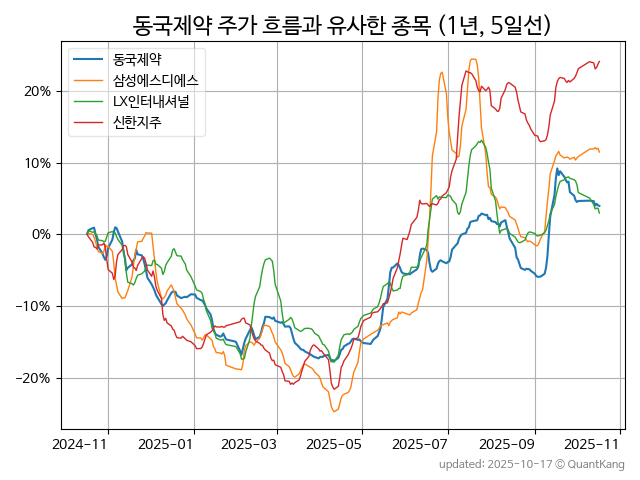 동국제약 주가 흐름과 유사한 종목 (1년, 5일선)
동국제약
삼성에스디에스
LX인터내셔널
신한지주
20%
10%
0%
−10%
−20%
2024-11
2025-01
2025-03
2025-05
2025-07
2025-09
2025-11
updated: 2025-10-17 © QuantKang